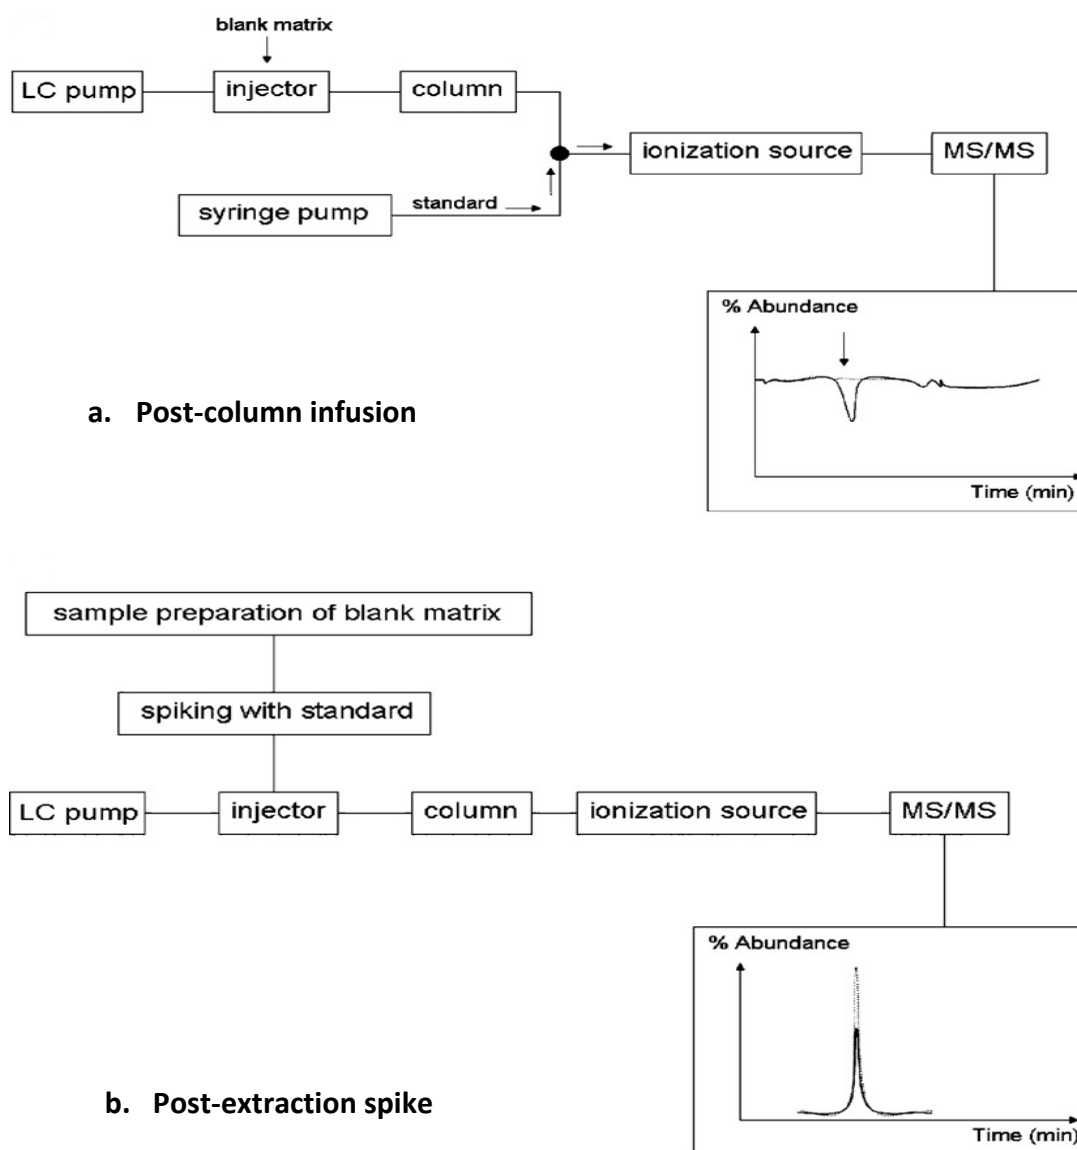 blank matrix
LC pump
injector
column
ionization source
MS/MS
syringe pump
standard
% Abundance
Time (min)
a. Post-column infusion
sample preparation of blank matrix
spiking with standard
LC pump
injector
column
ionization source
MS/MS
% Abundance
Time (min)
b. Post-extraction spike